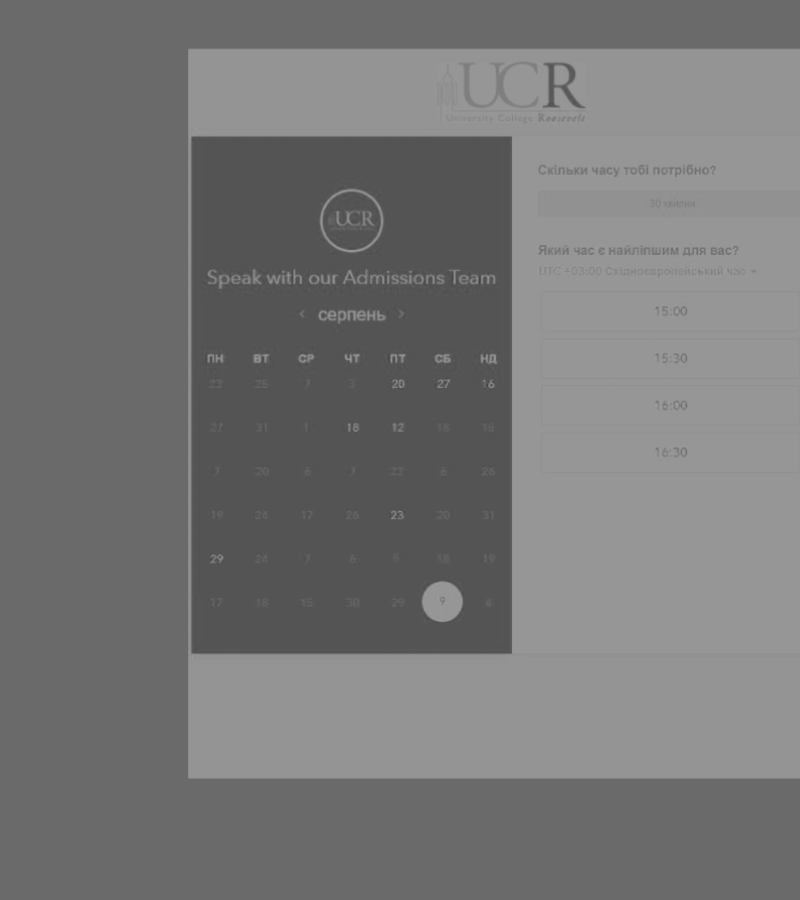 UCR
University College Roosevelt
UCR
Speak with our Admissions Team
‹ серпень ›
ПН ВТ СР ЧТ ПТ СБ НД
22 25 7 3 20 27 16
27 31 1 18 12 18 15
7 20 6 7 22 6 26
19 26 17 26 23 20 31
29 24 7 6 5 18 19
17 18 15 30 29 9 6
Скільки часу тобі потрібно?
30 хвилин
Який час є найліпшим для вас?
UTC +03:00 Східноєвропейський час
15:00
15:30
16:00
16:30